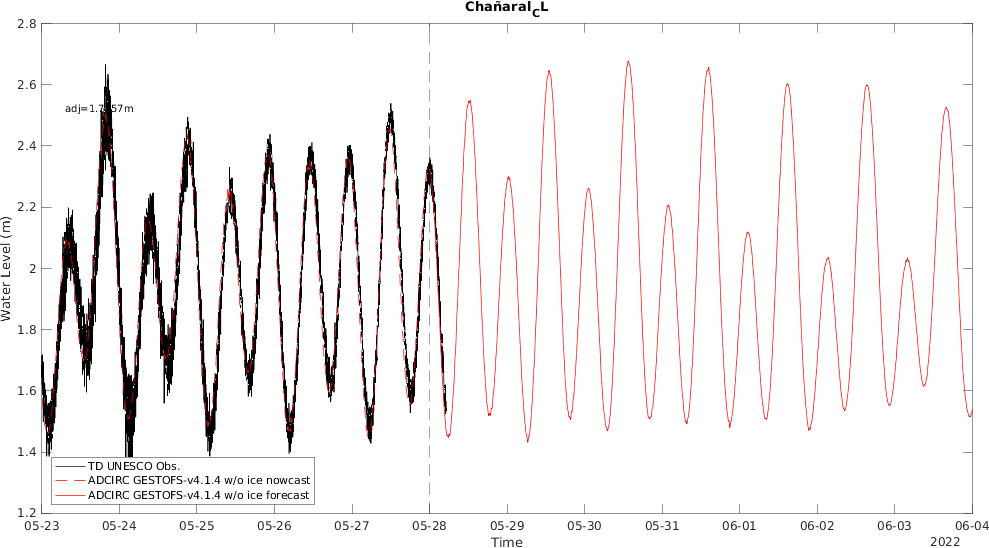 Chañaral_CL
2.8
2.6
2.4
2.2
2
1.8
1.6
1.4
1.2
Water Level (m)
TD UNESCO Obs.
ADCIRC GESTOFS-v4.1.4 w/o ice nowcast
ADCIRC GESTOFS-v4.1.4 w/o ice forecast
05-23 05-24 05-25 05-26 05-27 05-28 05-29 05-30 05-31 06-01 06-02 06-03 06-04
Time
2022